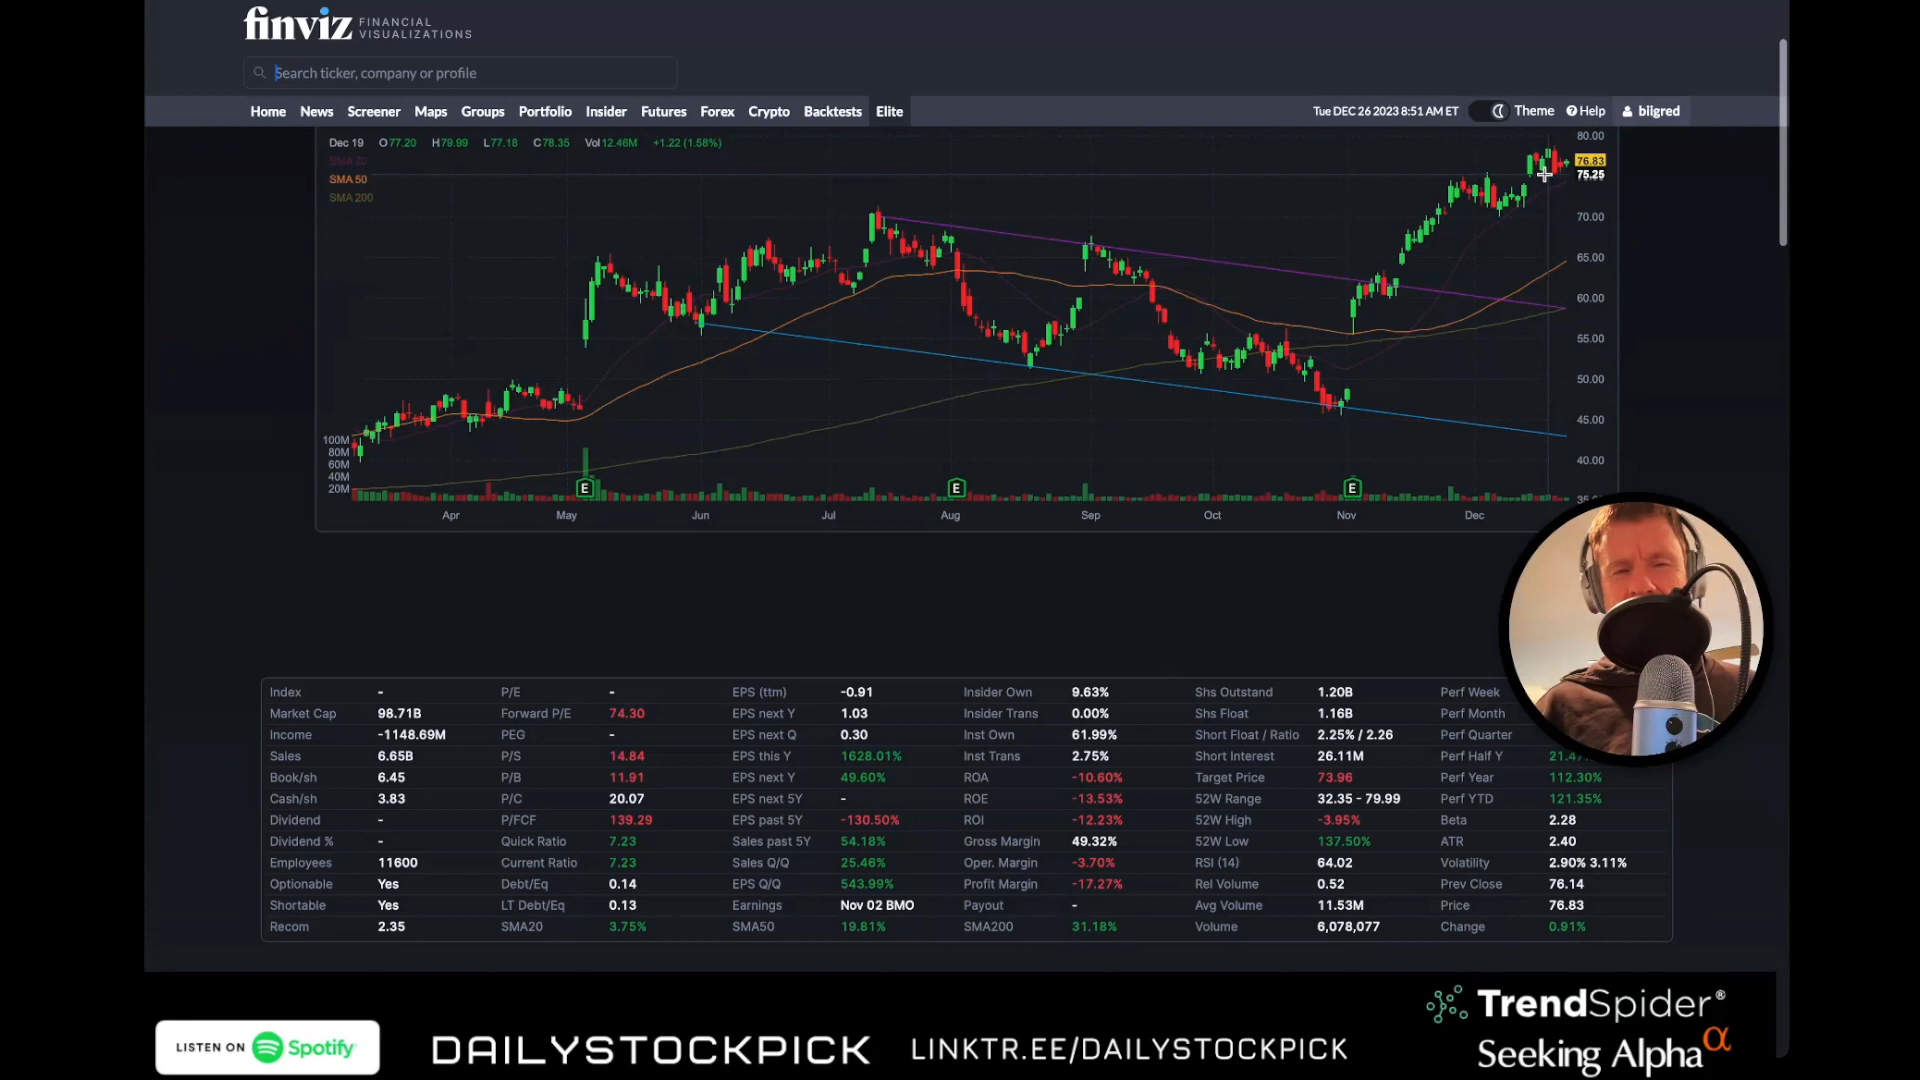 finviz FINANCIAL
VISUALIZATIONS
Search ticker, company or profile
Home News Screener Maps Groups Portfolio Insider Futures Forex Crypto Backtests Elite Tue DEC 26 2023 8:51 AM ET Theme Help biigred
Dec 19 O77.20 H79.99 L77.18 C78.35 Vol12.46M +1.22 (1.58%)
SMA 20
SMA 50
SMA 200
80.00
76.83
75.25
70.00
65.00
60.00
55.00
50.00
45.00
40.00
100M
80M
60M
40M
20M
E E E
Apr May Jun Jul Aug Sep Oct Nov Dec
Index - P/E - EPS (ttm) -0.91 Insider Own 9.63% Shs Outstand 1.20B Perf Week
Market Cap 98.71B Forward P/E 74.30 EPS next Y 1.03 Insider Trans 0.00% Shs Float 1.16B Perf Month
Income -1148.69M PEG - EPS next Q 0.30 Inst Own 61.99% Short Float / Ratio 2.25% / 2.26 Perf Quarter
Sales 6.65B P/S 14.84 EPS this Y 1628.01% Inst Trans 2.75% Short Interest 26.11M Perf Half Y
Book/sh 6.45 P/B 11.91 EPS next Y 49.60% ROA -10.60% Target Price 73.96 Perf Year 112.30%
Cash/sh 3.83 P/C 20.07 EPS next 5Y - ROE -13.53% 52W Range 32.35 - 79.99 Perf YTD 121.35%
Dividend - P/FCF 139.29 EPS past 5Y -130.50% ROI -12.23% 52W High -3.95% Beta 2.28
Dividend % - Quick Ratio 7.23 Sales past 5Y 54.18% Gross Margin 49.32% 52W Low 137.50% ATR 2.40
Employees 11600 Current Ratio 7.23 Sales Q/Q 25.46% Oper. Margin -3.70% RSI (14) 64.02 Volatility 2.90% 3.11%
Optionable Yes Debt/Eq 0.14 EPS Q/Q 543.99% Profit Margin -17.27% Rel Volume 0.52 Prev Close 76.14
Shortable Yes LT Debt/Eq 0.13 Earnings Nov 02 BMO Payout - Avg Volume 11.53M Price 76.83
Recom 2.35 SMA20 3.75% SMA50 19.81% SMA200 31.18% Volume 6,078,077 Change 0.91%
LISTEN ON Spotify DAILYSTOCKPICK LINKTR.EE/DAILYSTOCKPICK
TrendSpider®
Seeking Alpha α